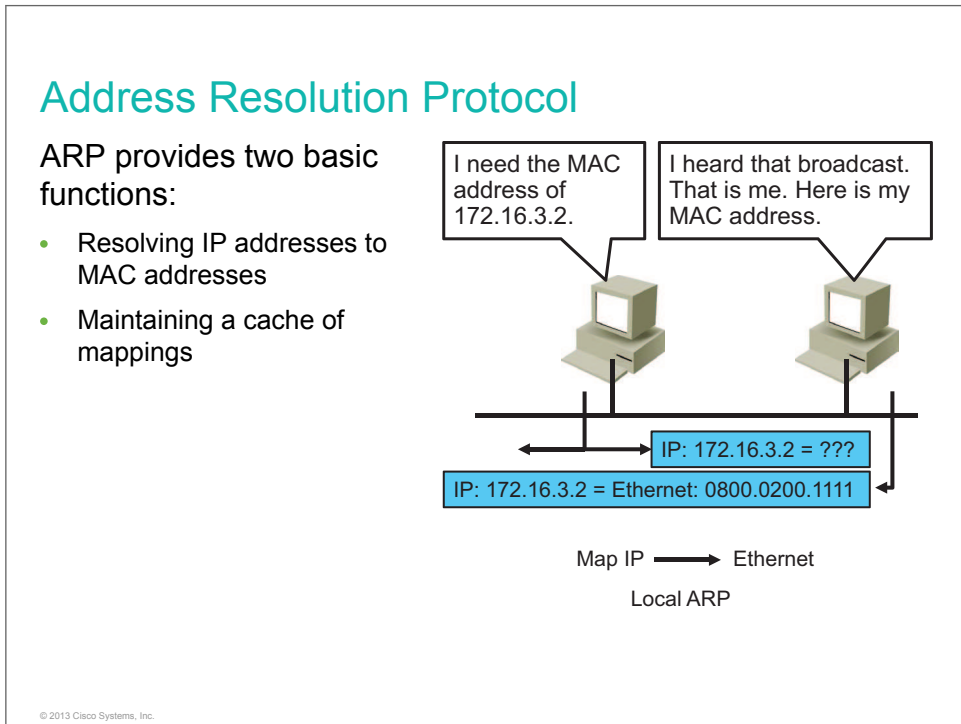 Address Resolution Protocol
ARP provides two basic
functions:
• Resolving IP addresses to
MAC addresses
• Maintaining a cache of
mappings
I need the MAC
address of
172.16.3.2.
I heard that broadcast.
That is me. Here is my
MAC address.
IP: 172.16.3.2 = ???
IP: 172.16.3.2 = Ethernet: 0800.0200.1111
Map IP Ethernet
Local ARP
© 2013 Cisco Systems, Inc.